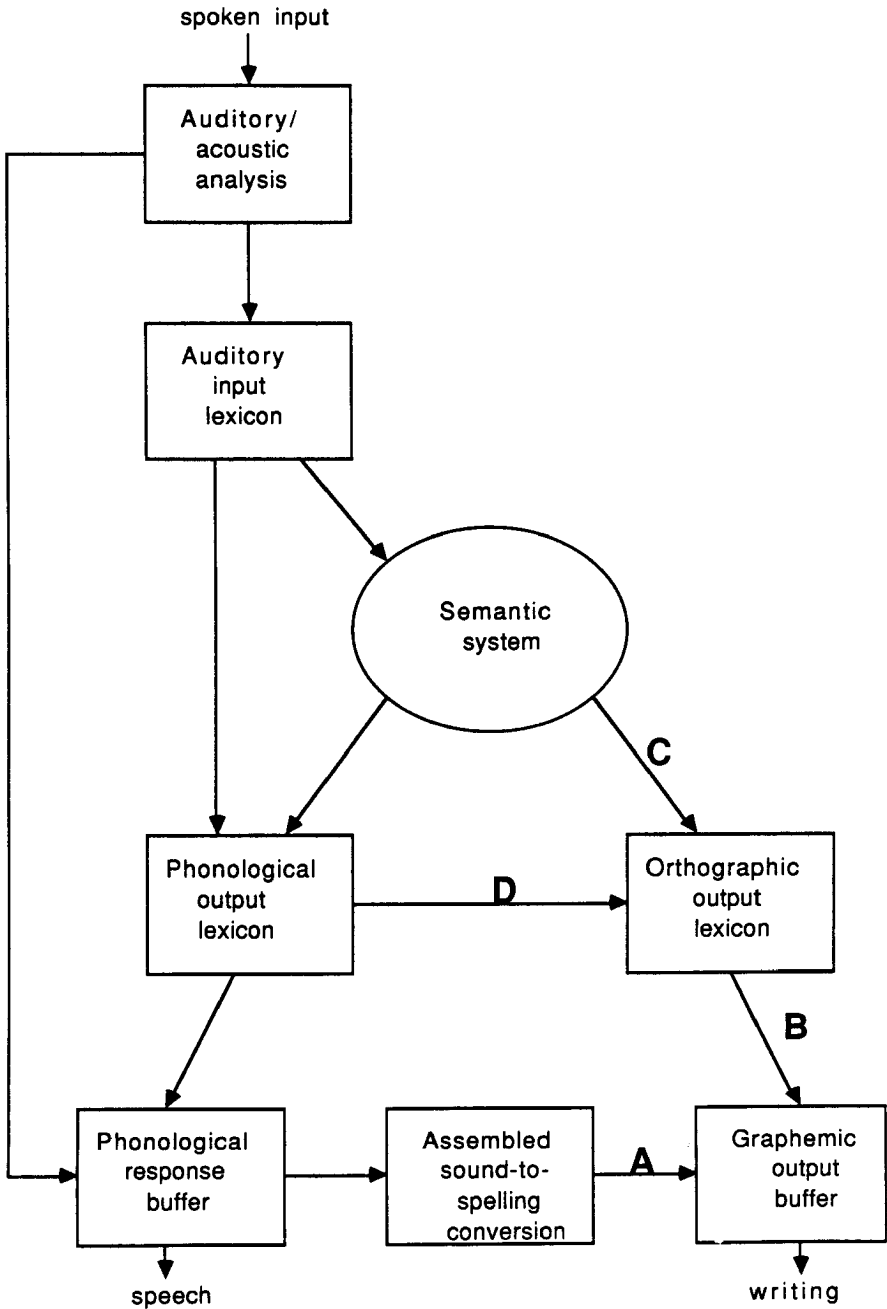 spoken input
Auditory/
acoustic
analysis
Auditory
input
lexicon
Semantic
system
C
Phonological
output
lexicon
D
Orthographic
output
lexicon
B
Phonological
response
buffer
Assembled
sound-to-
spelling
conversion
A
Graphemic
output
buffer
speech
writing